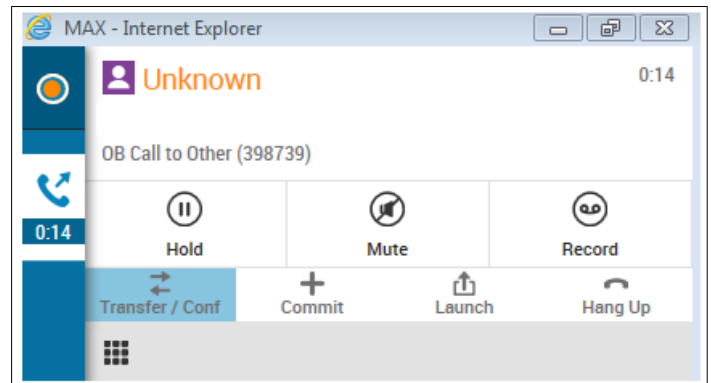 MAX - Internet Explorer
Unknown
0:14
OB Call to Other (398739)
0:14
Hold
Mute
Record
Transfer / Conf
Commit
Launch
Hang Up